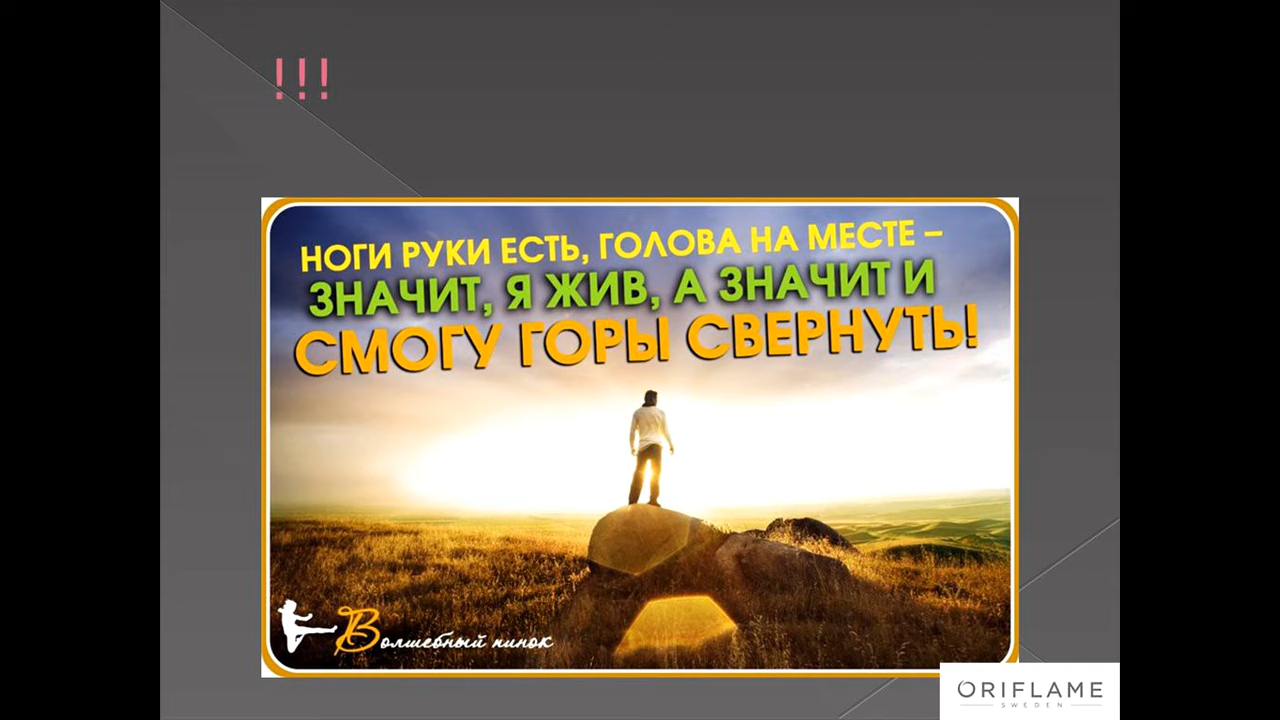 !!!
НОГИ РУКИ ЕСТЬ, ГОЛОВА НА МЕСТЕ –
ЗНАЧИТ, Я ЖИВ, А ЗНАЧИТ И
СМОГУ ГОРЫ СВЕРНУТЬ!
Волшебный пинок
ORIFLAME
SWEDEN